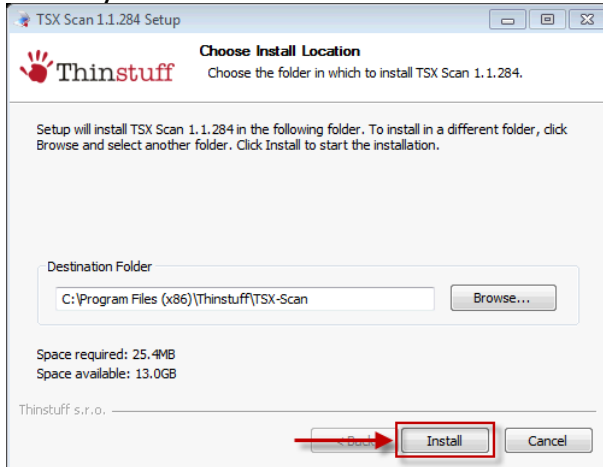 TSX Scan 1.1.284 Setup
Thinstuff
Choose Install Location
Choose the folder in which to install TSX Scan 1.1.284.
Setup will install TSX Scan 1.1.284 in the following folder. To install in a different folder, click
Browse and select another folder. Click Install to start the installation.
Destination Folder
C:\Program Files (x86)\Thinstuff\TSX-Scan
Browse...
Space required: 25.4MB
Space available: 13.0GB
Thinstuff s.r.o.
< Back
Install
Cancel